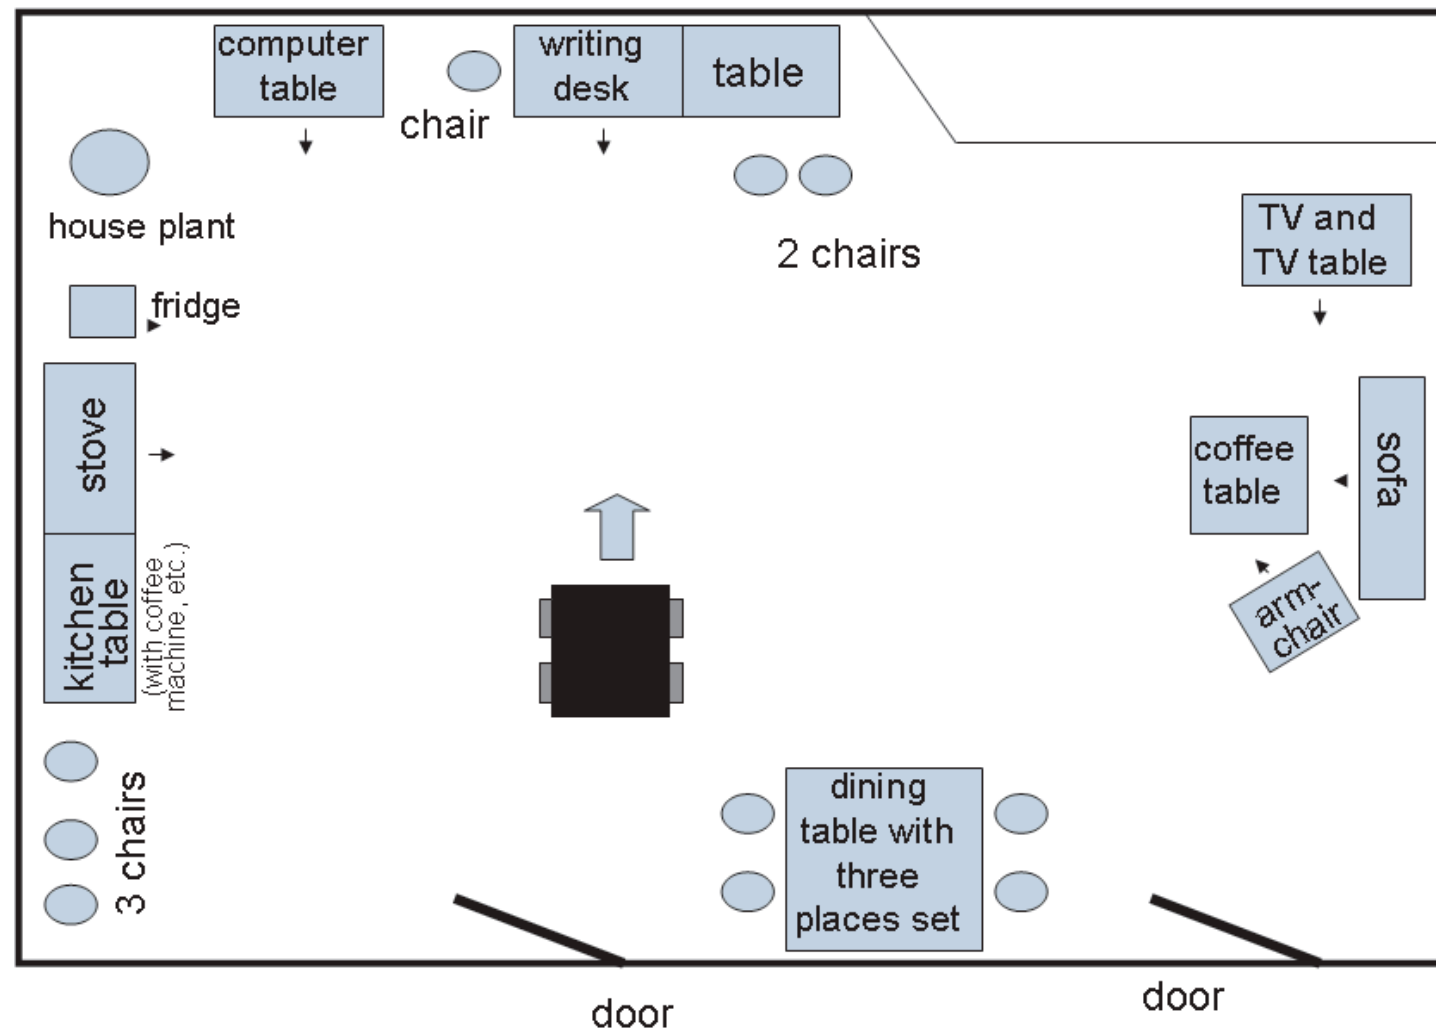 computer
table
chair
writing
desk
table
house plant
2 chairs
TV and
TV table
fridge
stove
coffee
table
sofa
arm-
chair
kitchen
table
(with coffee
machine, etc.)
3 chairs
dining
table with
three
places set
door
door